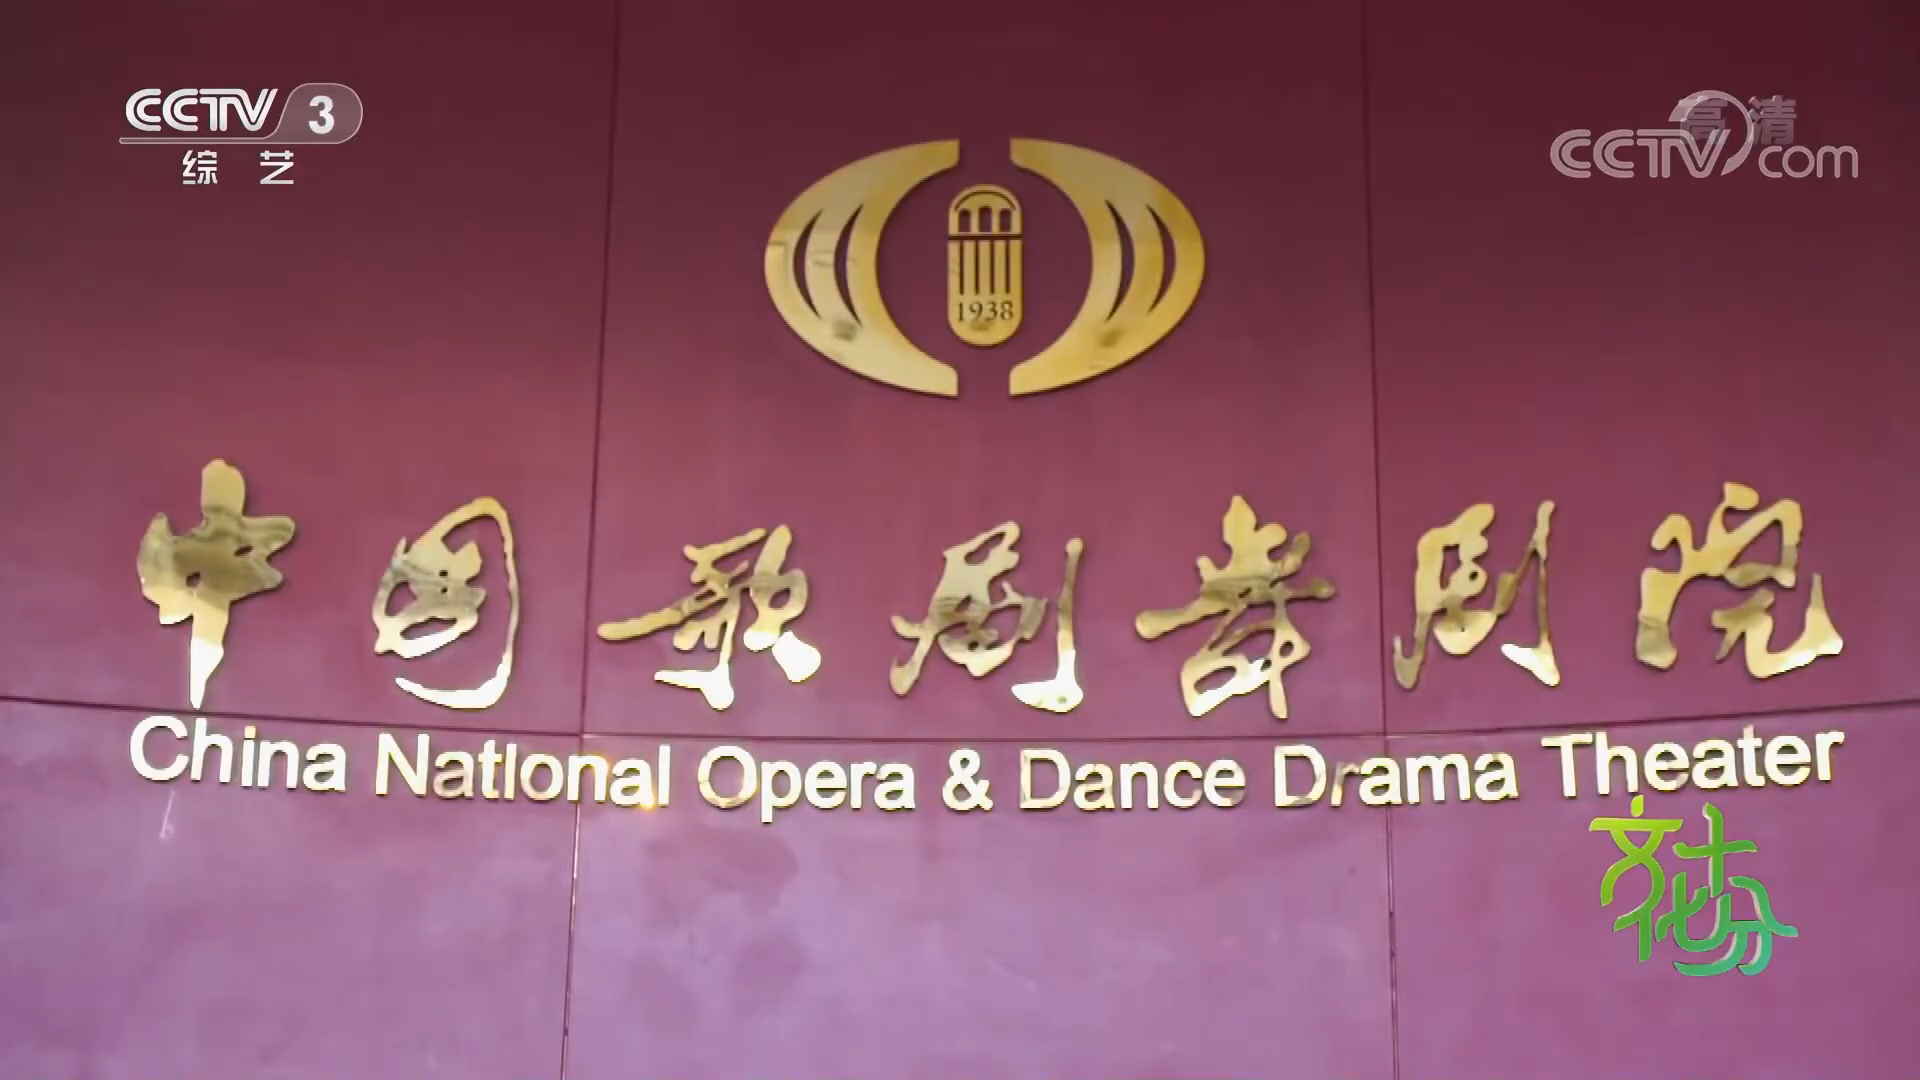 CCTV 3
综艺
高清
CCTV.com
1938
中国歌剧舞剧院
China National Opera & Dance Drama Theater
文化十分